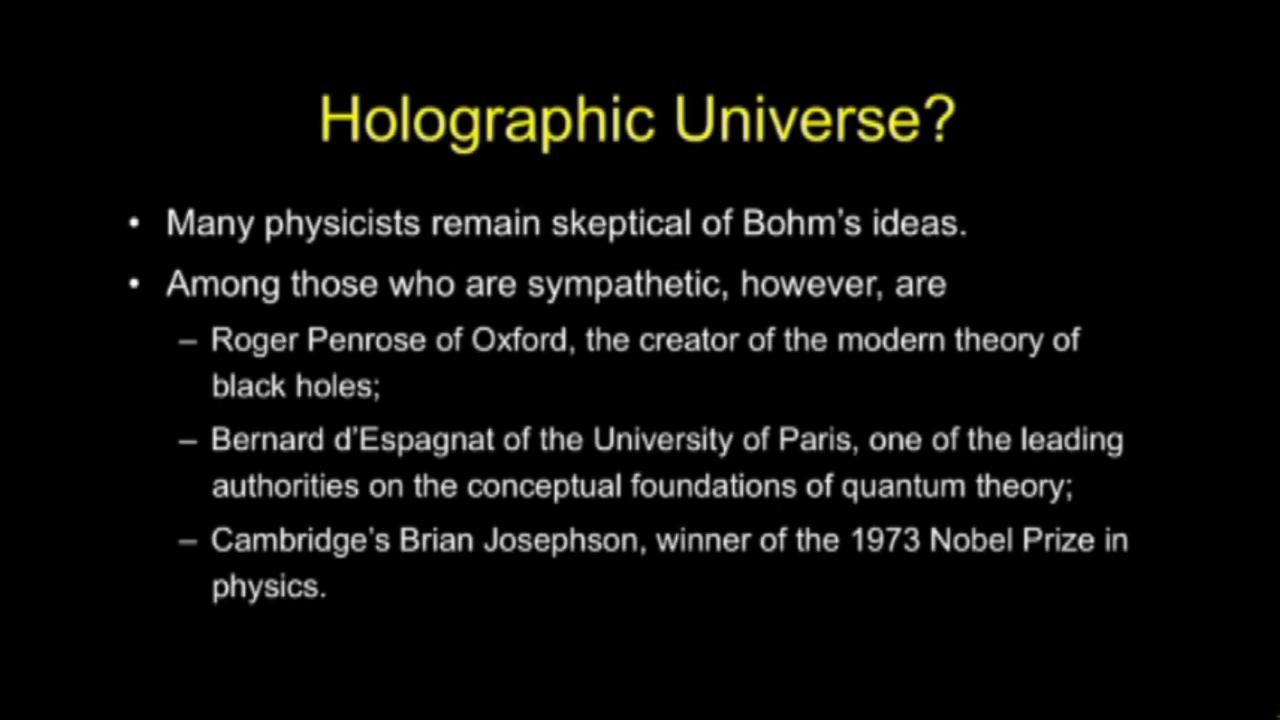 Holographic Universe?
• Many physicists remain skeptical of Bohm's ideas.
• Among those who are sympathetic, however, are
– Roger Penrose of Oxford, the creator of the modern theory of
black holes;
– Bernard d'Espagnat of the University of Paris, one of the leading
authorities on the conceptual foundations of quantum theory;
– Cambridge's Brian Josephson, winner of the 1973 Nobel Prize in
physics.